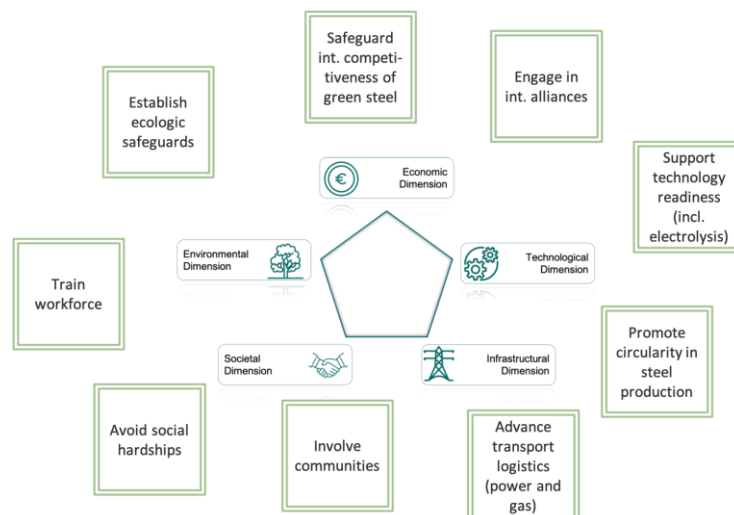 Safeguard
int. competi-
tiveness of
green steel
Engage in
int. alliances
Establish
ecologic
safeguards
Support
technology
readiness
(incl.
electrolysis)
€
Economic
Dimension
Environmental
Dimension
Technological
Dimension
Train
workforce
Promote
circularity in
steel
production
Societal
Dimension
Infrastructural
Dimension
Avoid social
hardships
Involve
communities
Advance
transport
logistics
(power and
gas)